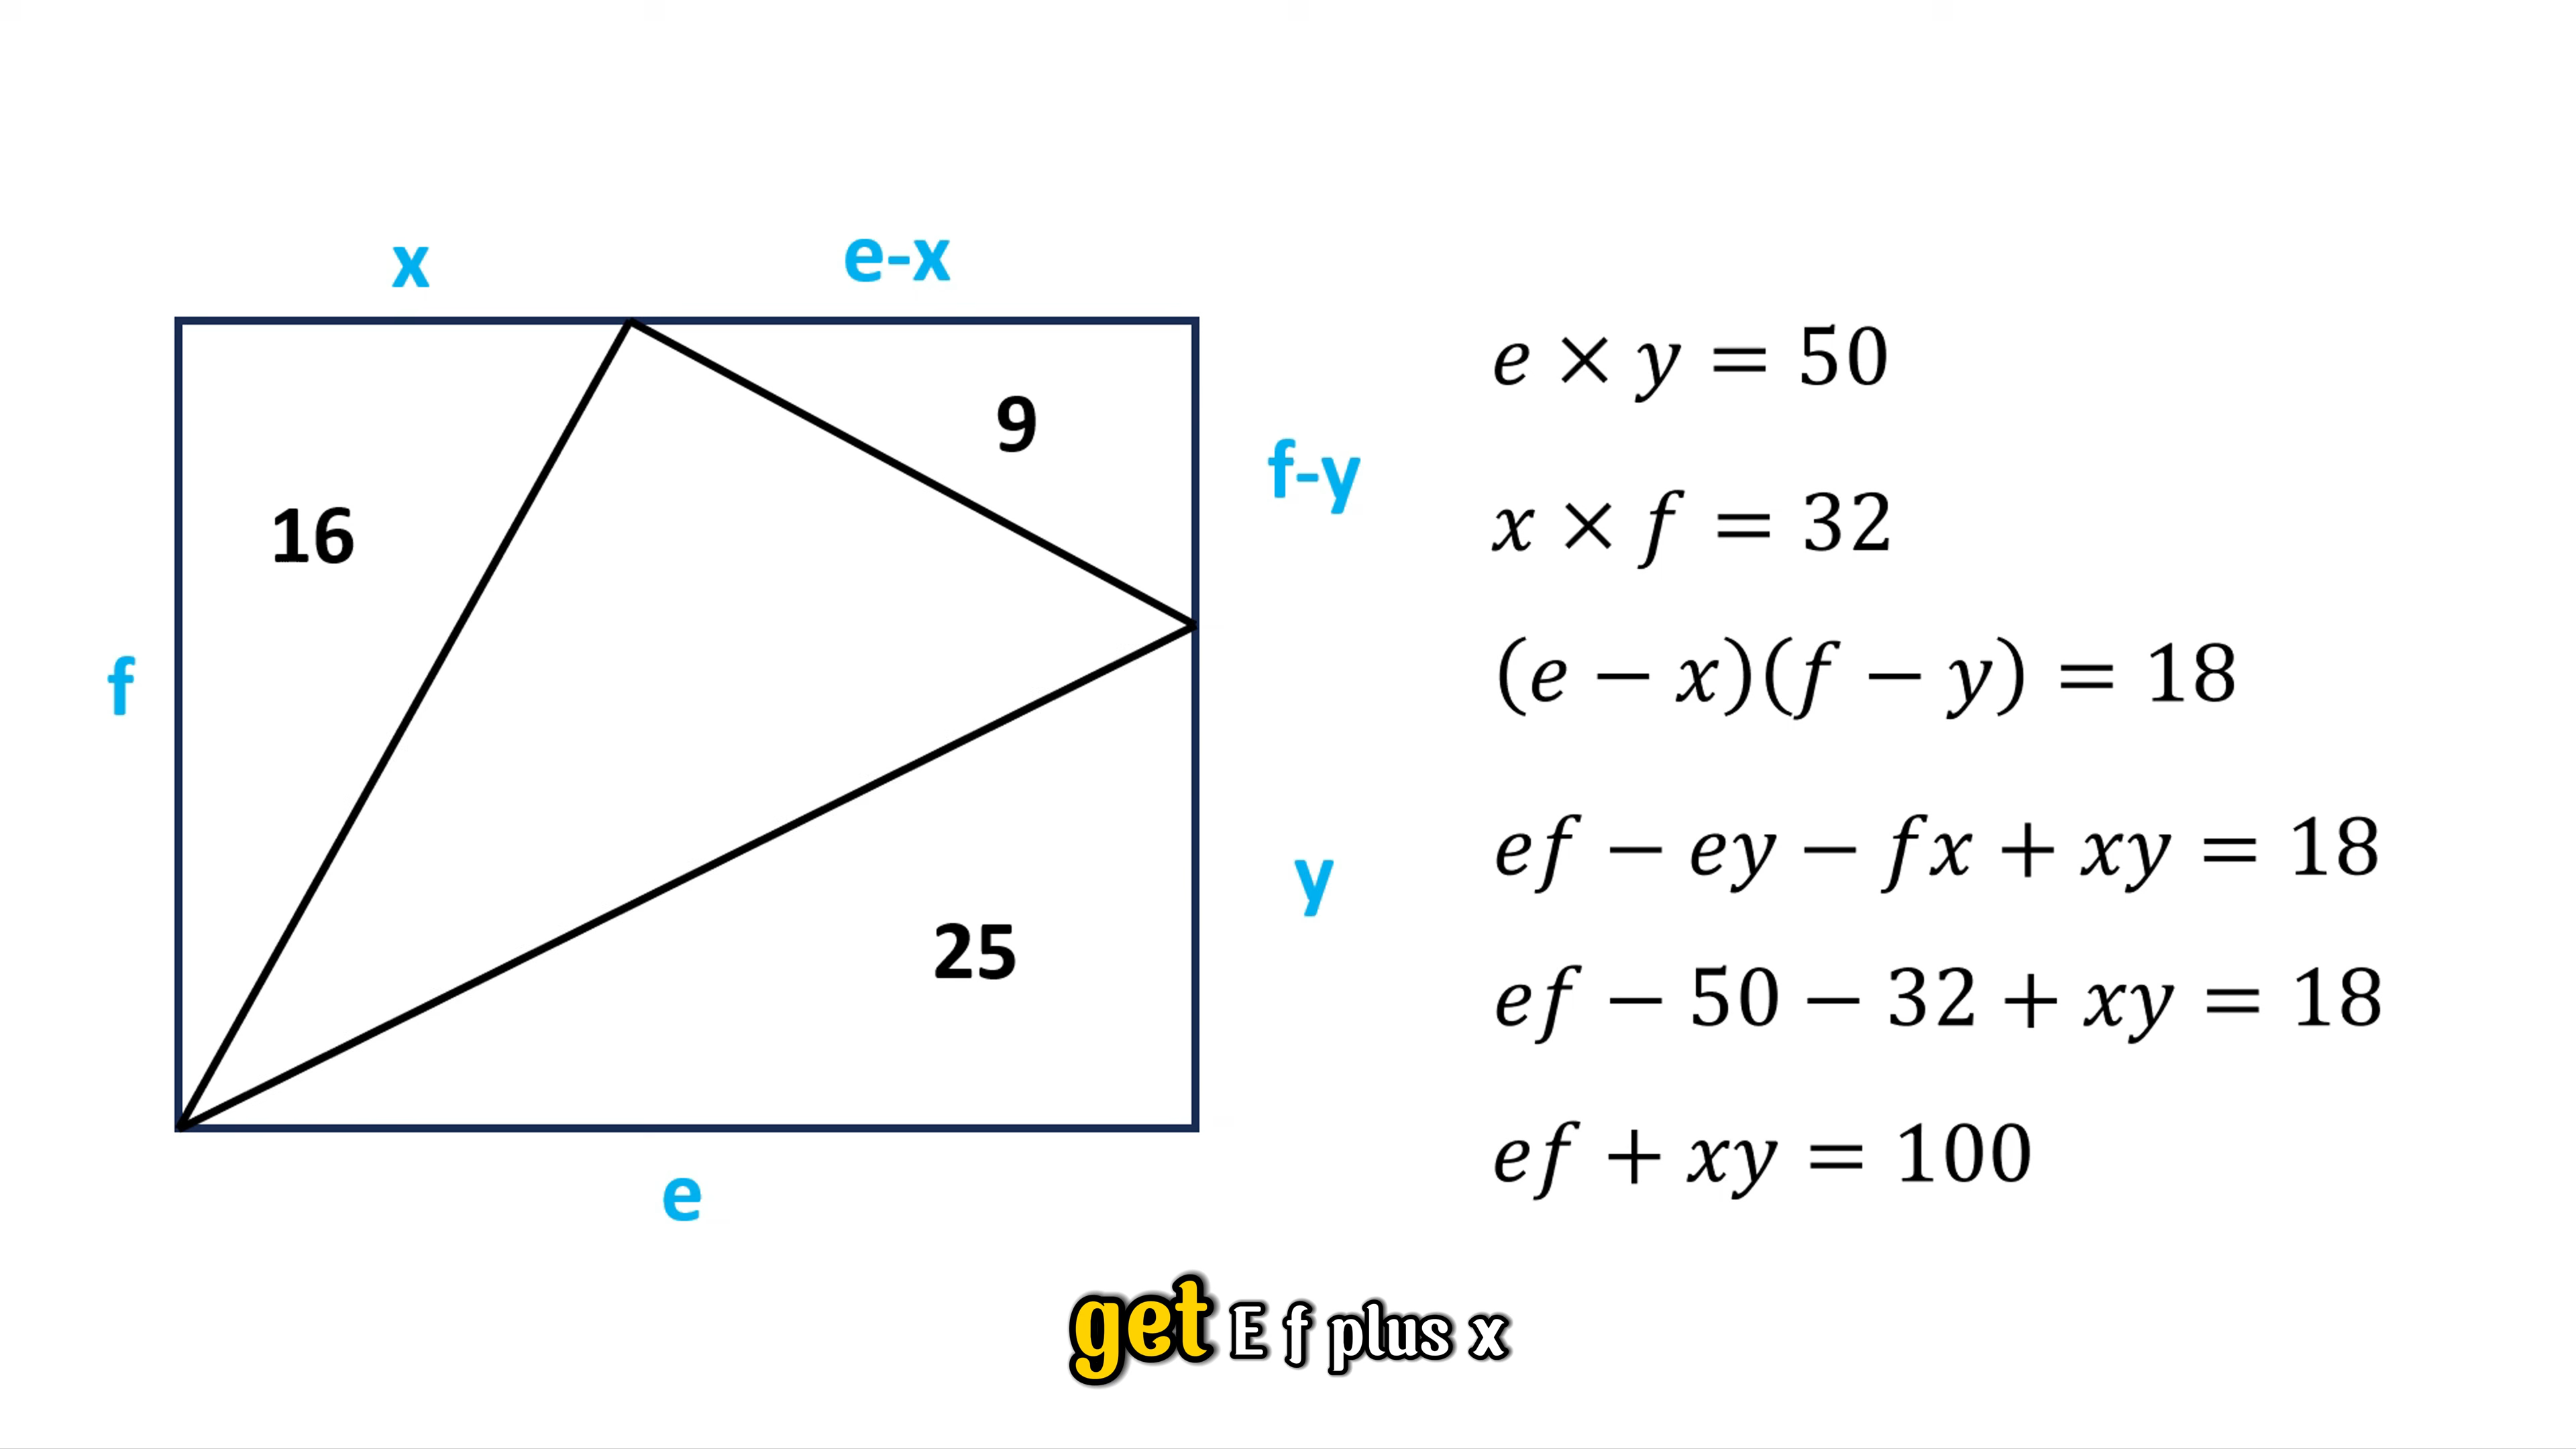 x
e-x
16
9
f-y
f
25
y
e
e × y = 50
x × f = 32
(e − x)(f − y) = 18
ef − ey − fx + xy = 18
ef − 50 − 32 + xy = 18
ef + xy = 100
get E f plus x